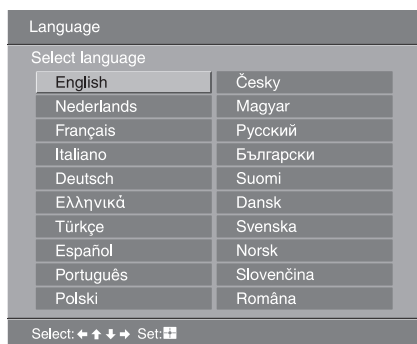 Language
Select language
English
Nederlands
Français
Italiano
Deutsch
Ελληνικά
Türkçe
Español
Português
Polski
Česky
Magyar
Русский
Български
Suomi
Dansk
Svenska
Norsk
Slovenčina
Româna
Select: ← ↑ ↓ → Set: